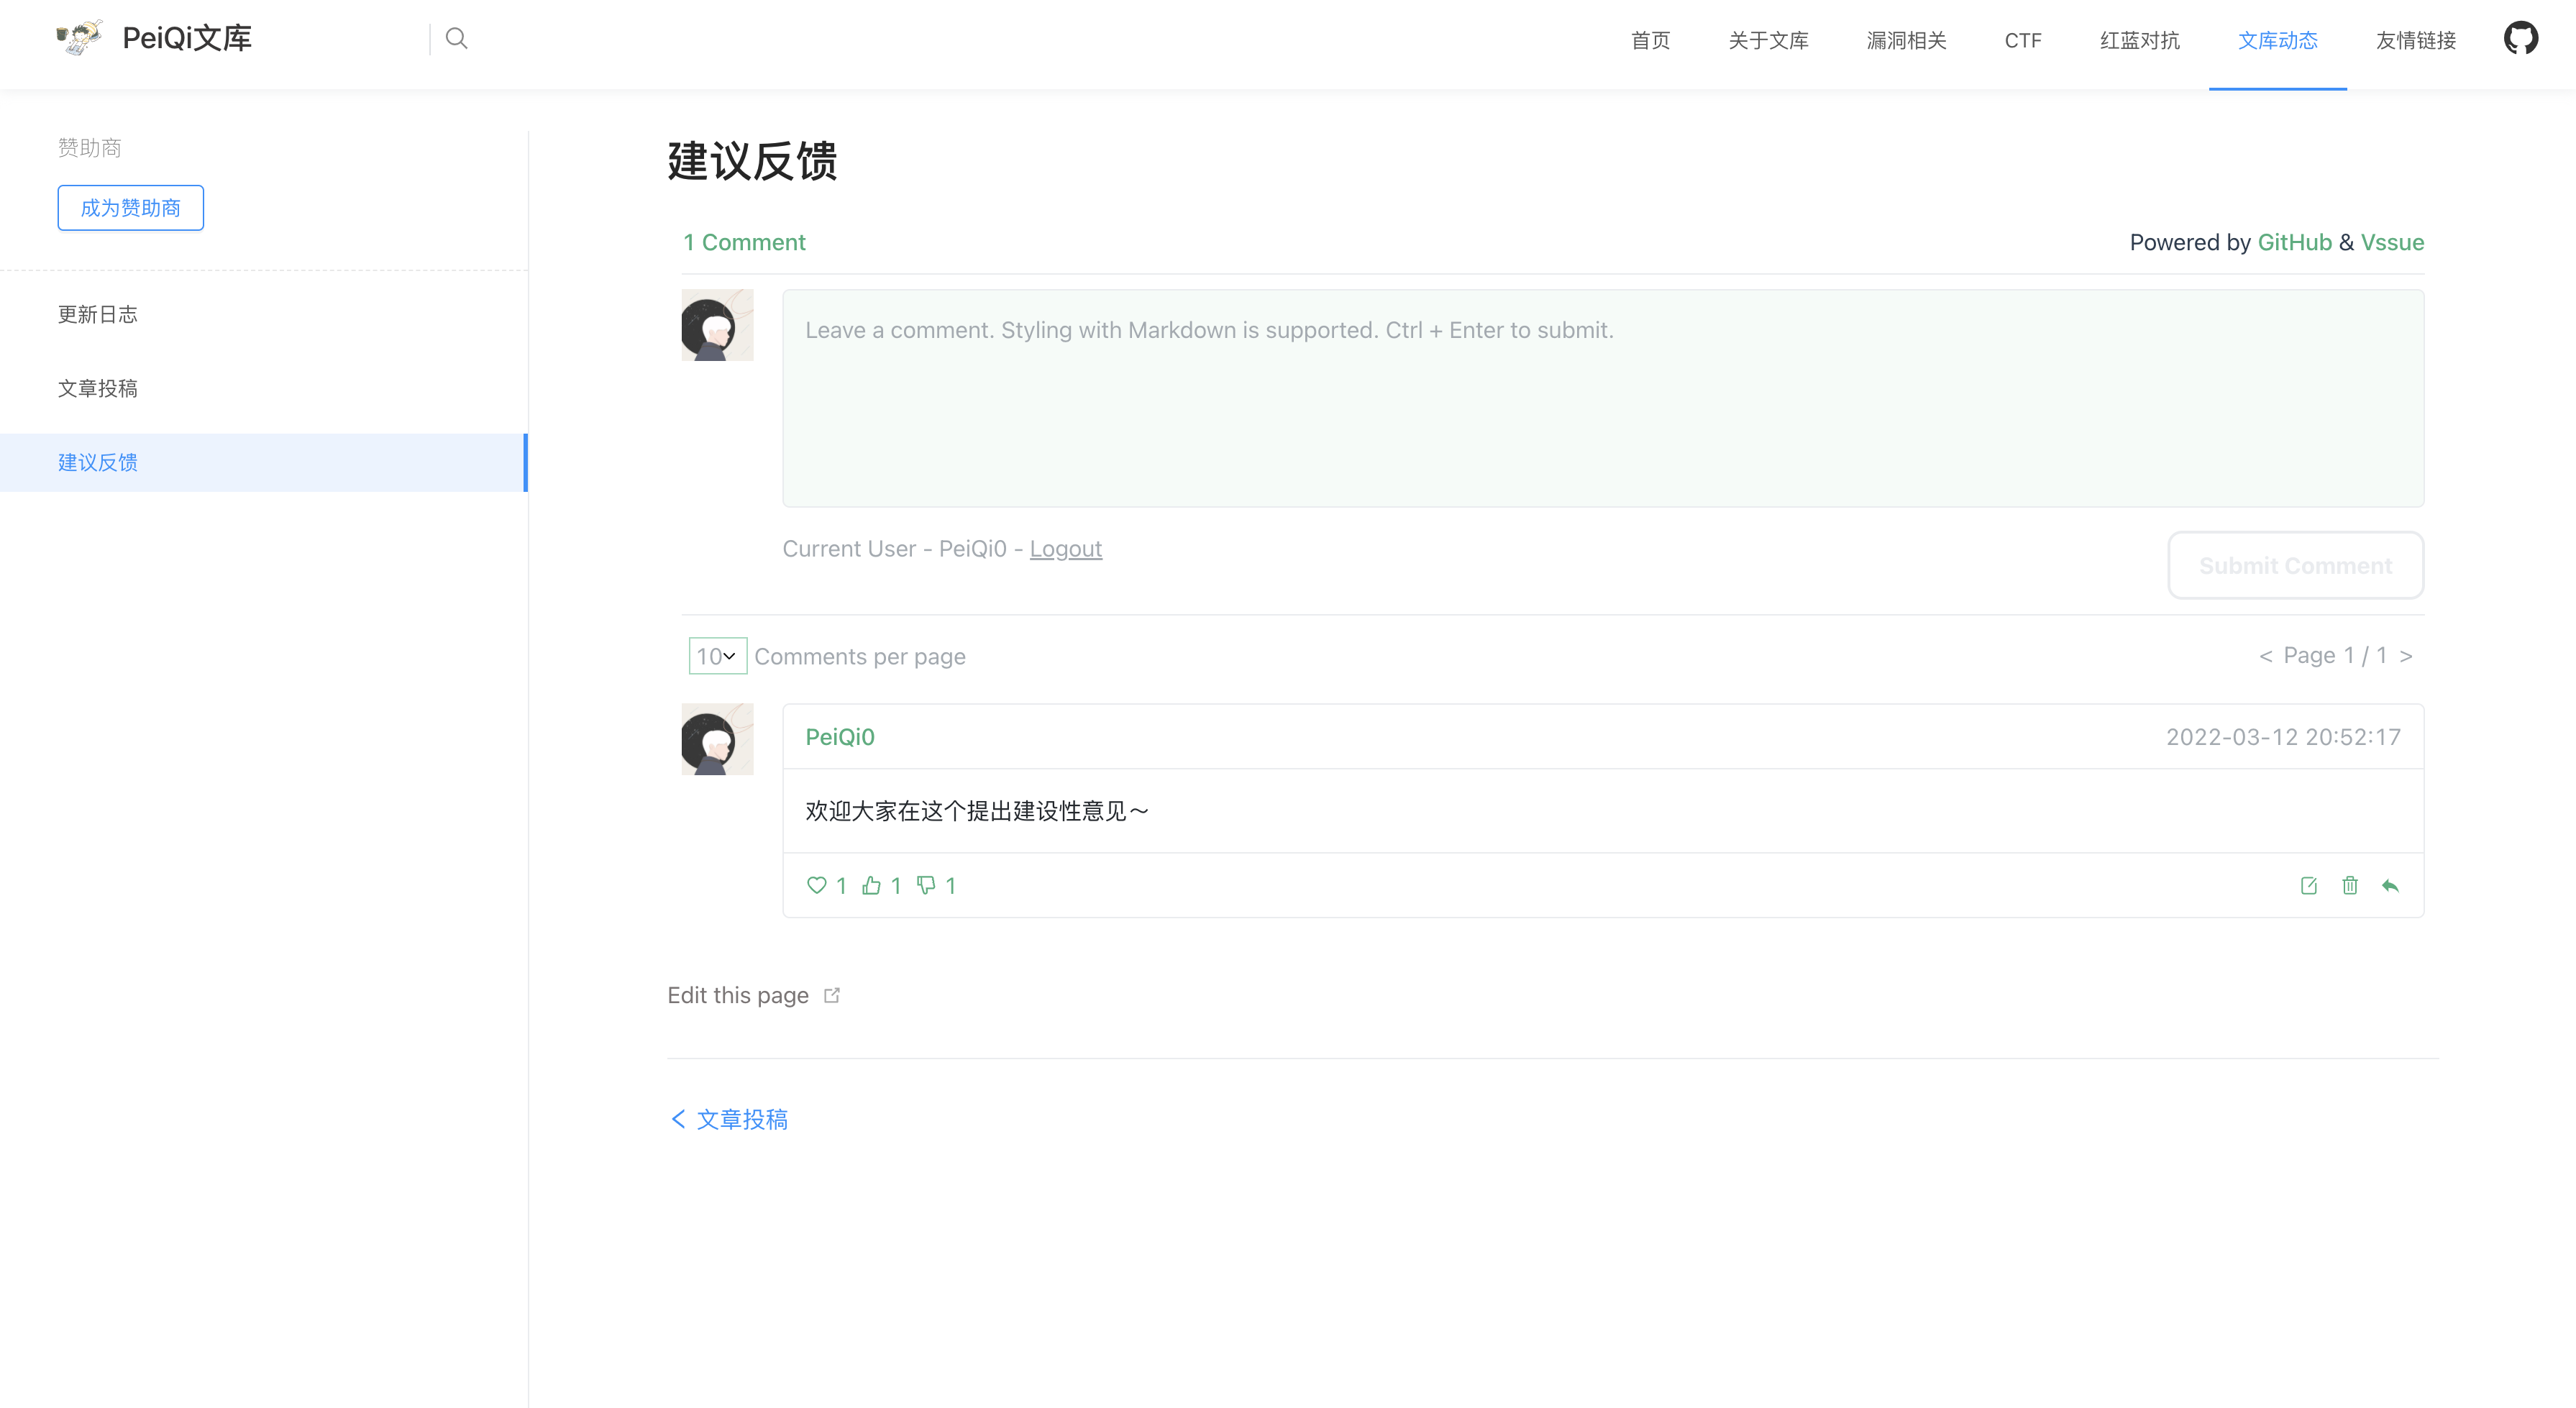 PeiQi文库
首页 关于文库 漏洞相关 CTF 红蓝对抗 文库动态 友情链接
赞助商
成为赞助商
更新日志
文章投稿
建议反馈
建议反馈
1 Comment
Powered by GitHub & Vssue
Leave a comment. Styling with Markdown is supported. Ctrl + Enter to submit.
Current User - PeiQi0 - Logout
Submit Comment
10 Comments per page
< Page 1 / 1 >
PeiQi0
2022-03-12 20:52:17
欢迎大家在这个提出建设性意见～
1 1 1
Edit this page
< 文章投稿